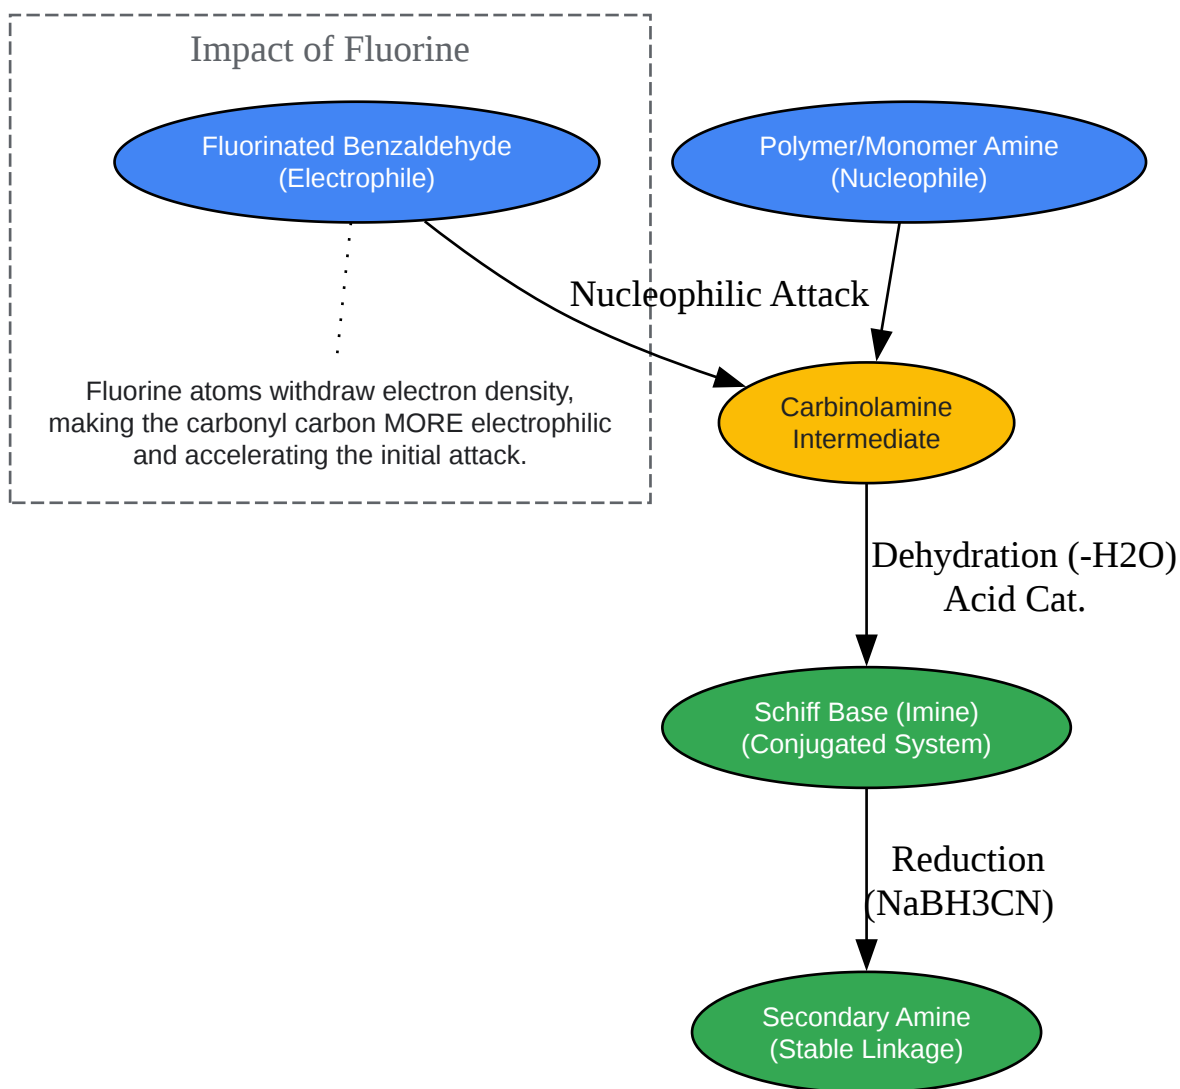 Impact of Fluorine
Fluorinated Benzaldehyde
(Electrophile)
Polymer/Monomer Amine
(Nucleophile)
Nucleophilic Attack
Fluorine atoms withdraw electron density,
making the carbonyl carbon MORE electrophilic
and accelerating the initial attack.
Carbinolamine
Intermediate
Dehydration (-H2O)
Acid Cat.
Schiff Base (Imine)
(Conjugated System)
Reduction
(NaBH3CN)
Secondary Amine
(Stable Linkage)